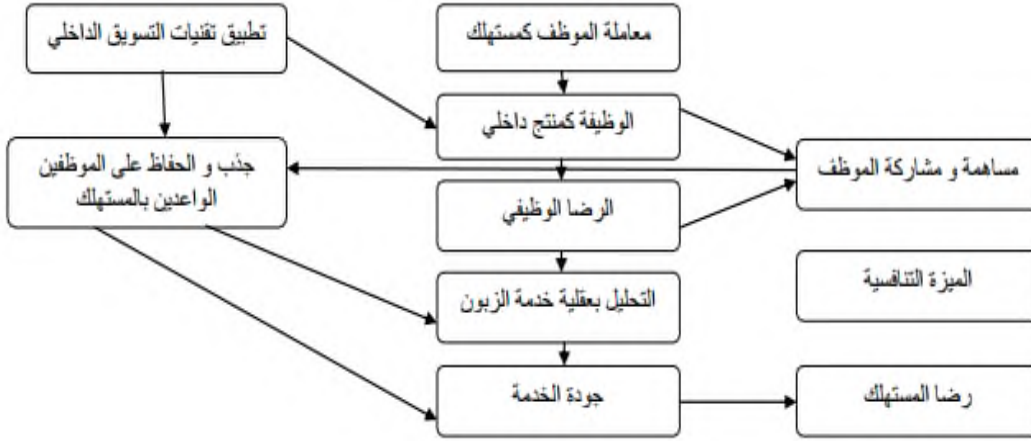 معاملة الموظف كمستهلك
تطبيق تقنيات التسويق الداخلي
الوظيفة كمنتج داخلي
مساهمة و مشاركة الموظف
جذب و الحفاظ على الموظفين
الواعدين بالمستهلك
الرضا الوظيفي
الميزة التنافسية
التحليل بعقلية خدمة الزبون
رضا المستهلك
جودة الخدمة